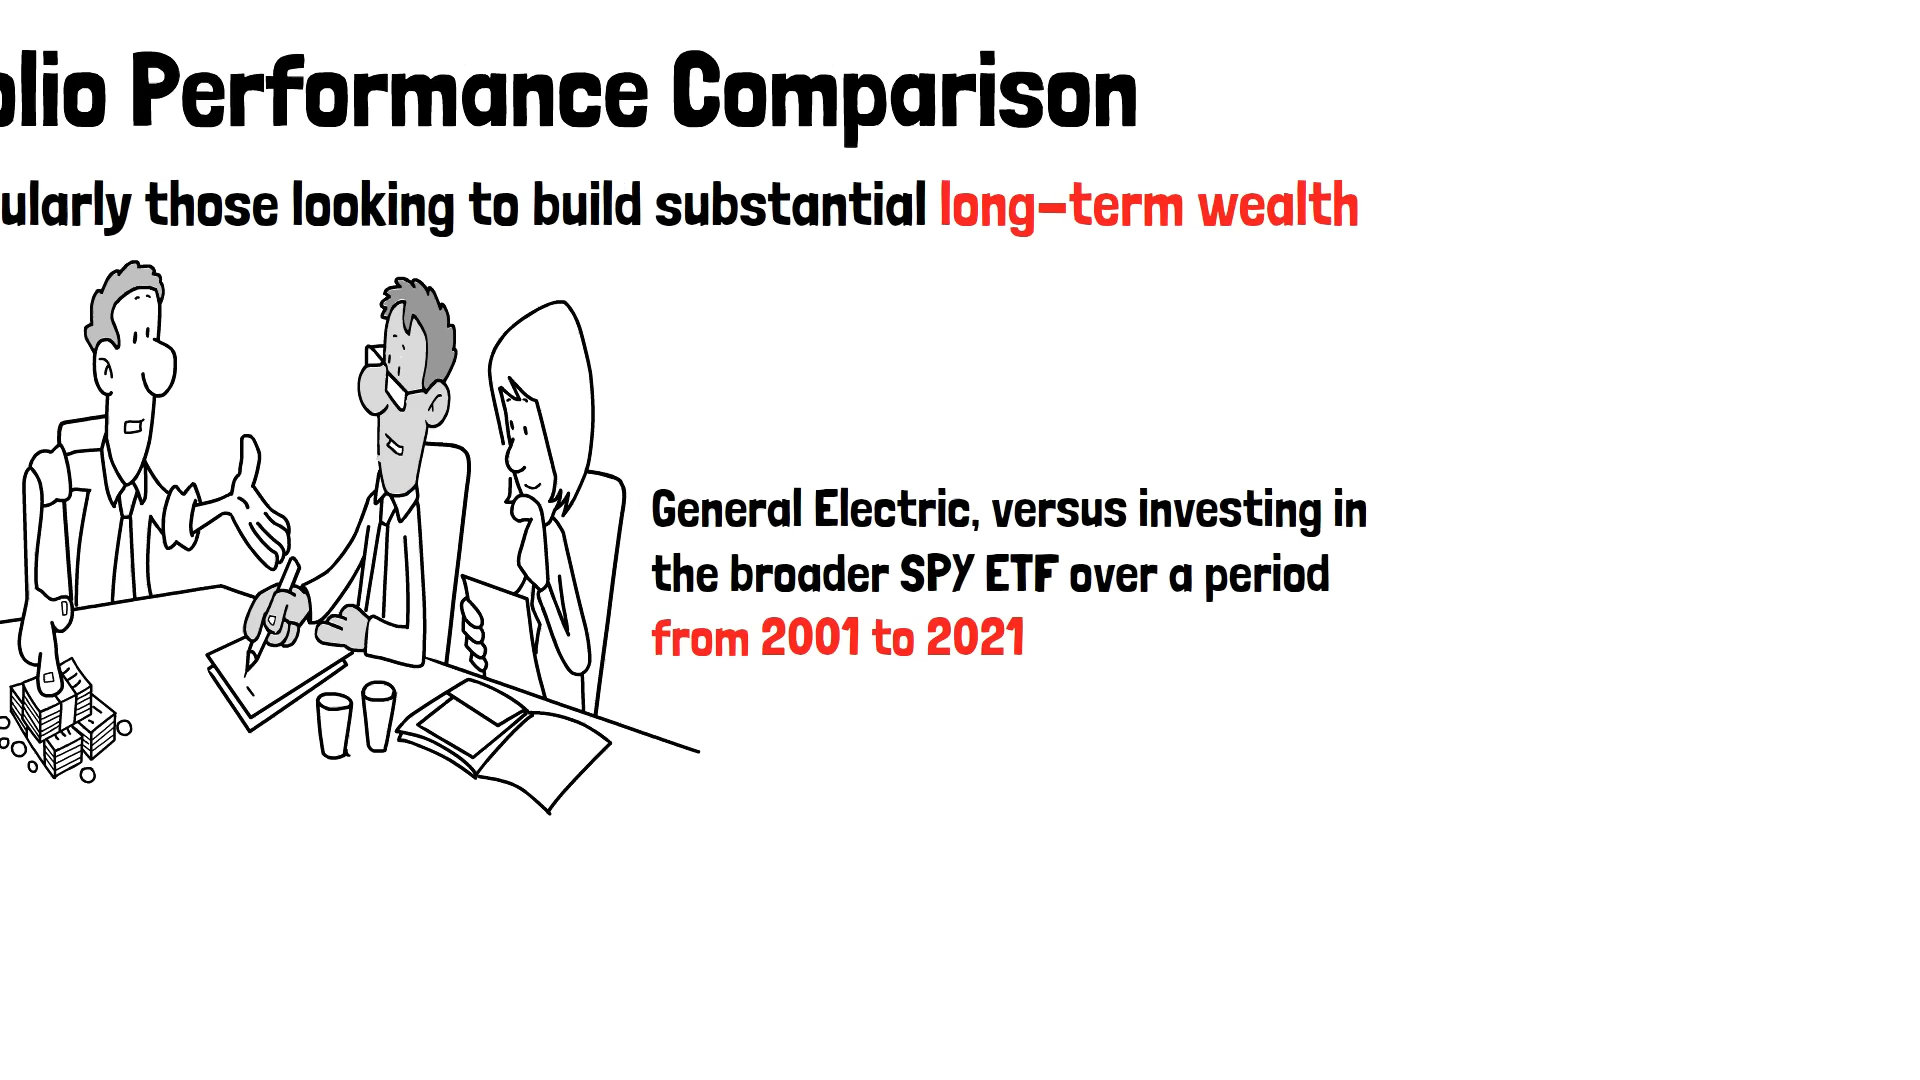 olio Performance Comparison
ularly those looking to build substantial long-term wealth
General Electric, versus investing in
the broader SPY ETF over a period
from 2001 to 2021